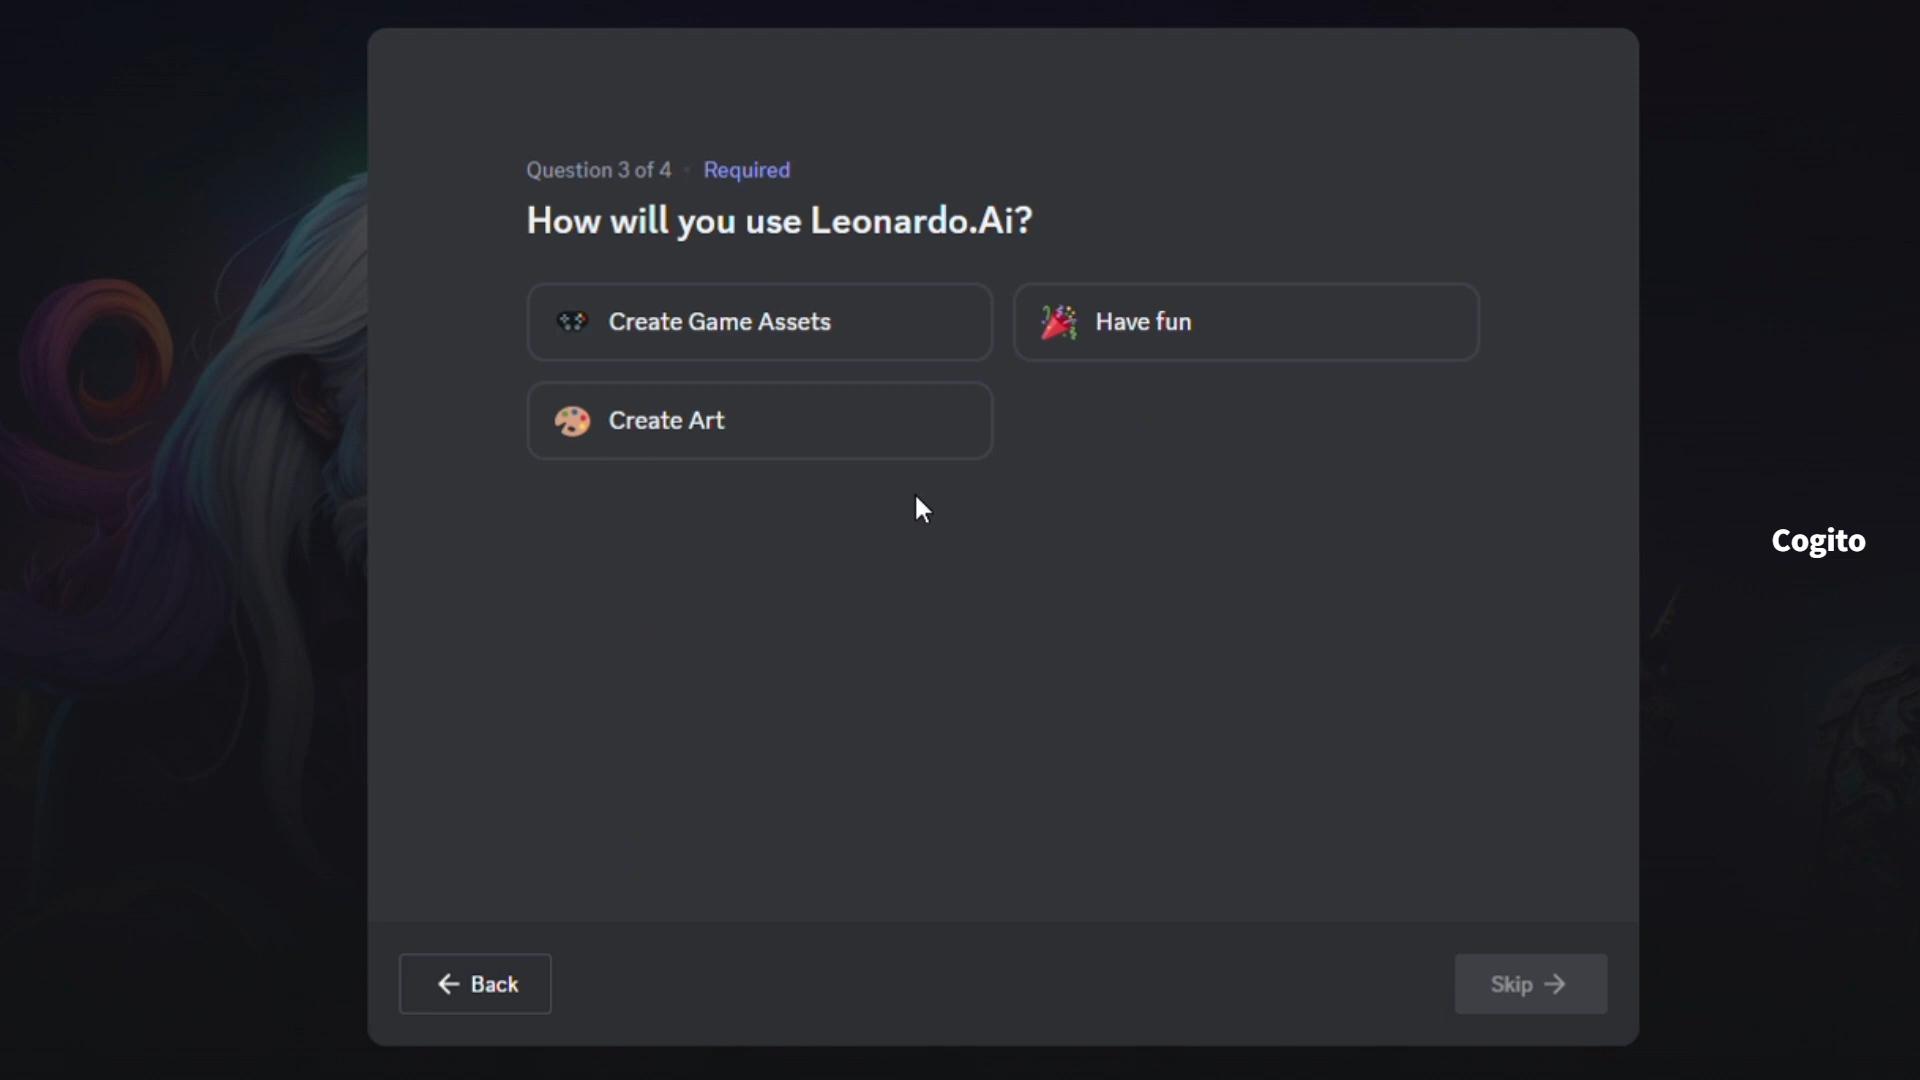 Question 3 of 4 • Required
How will you use Leonardo.Ai?
Create Game Assets
Have fun
Create Art
Cogito
Back
Skip